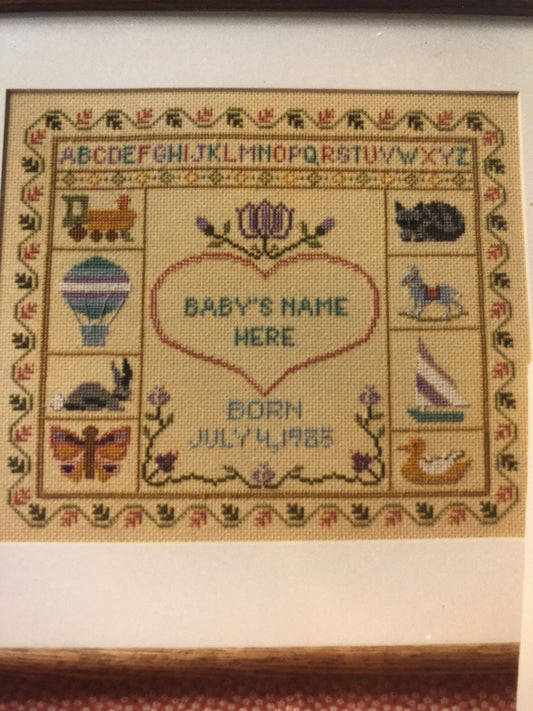 ABCDEFGHIJKLMNOPQRSTUVWXYZ
BABY'S NAME
HERE
BORN
JULY 4, 1985